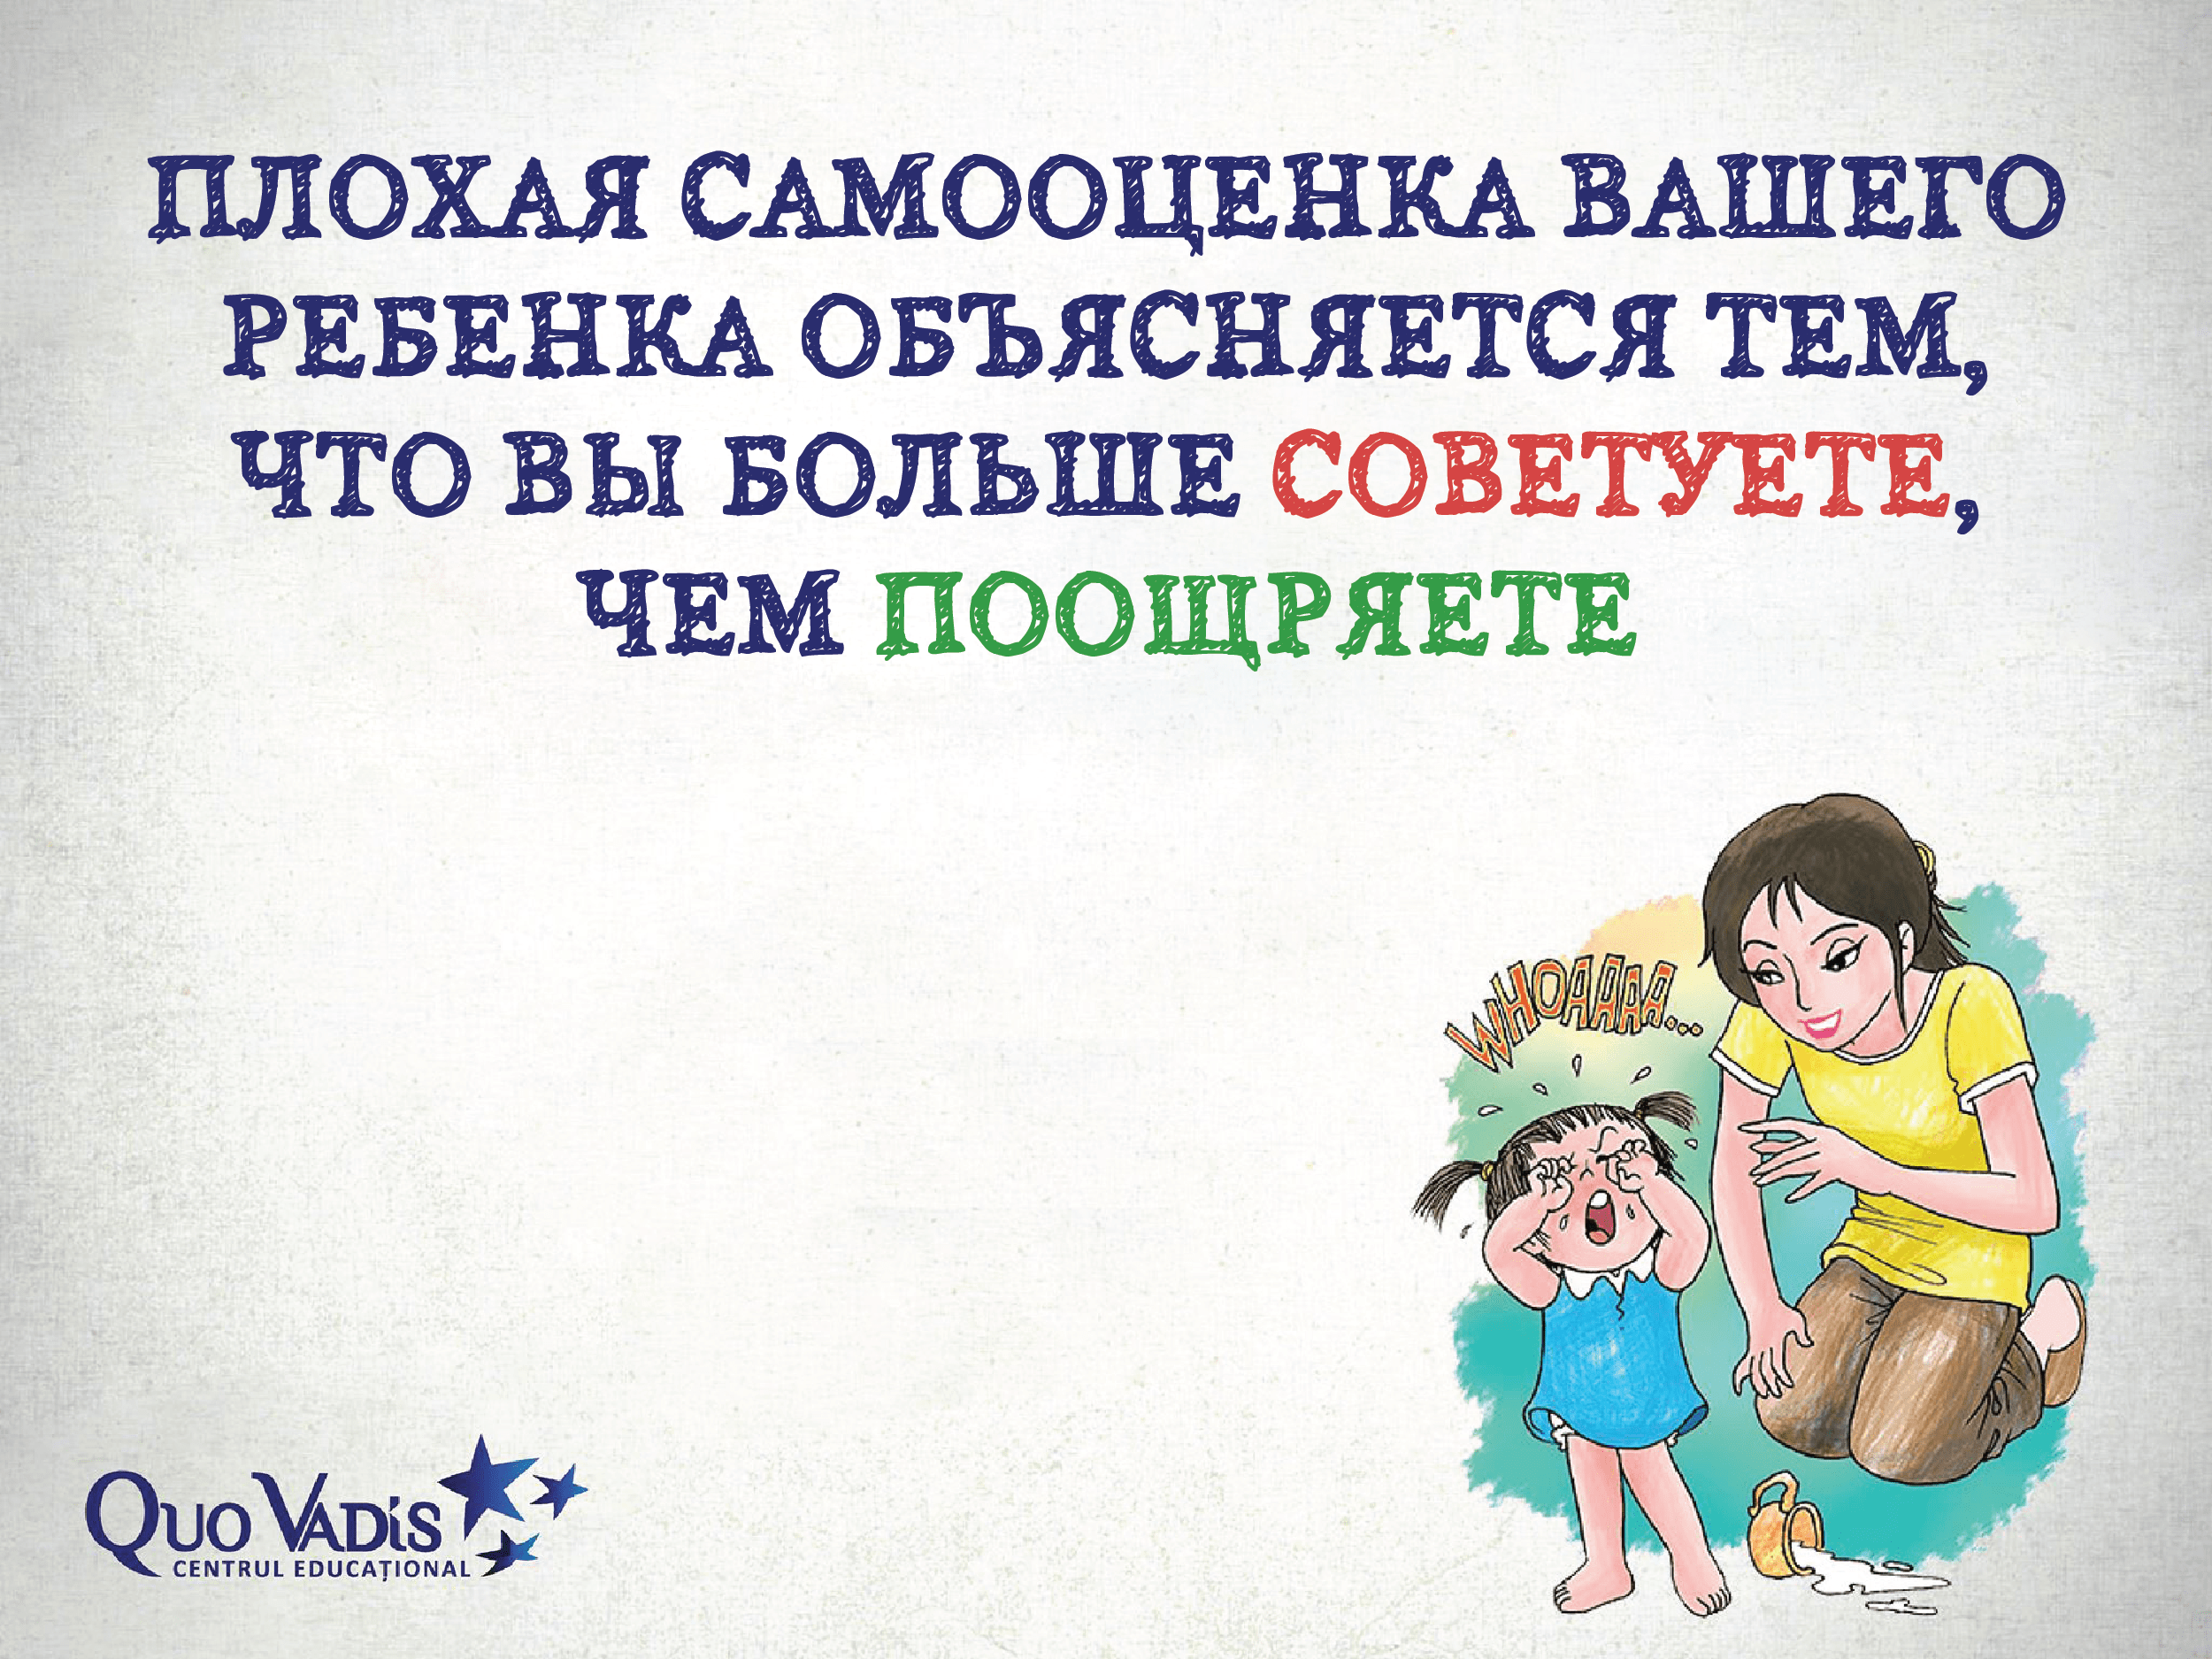 ПЛОХАЯ САМООЦЕНКА ВАШЕГО
РЕБЕНКА ОБЪЯСНЯЕТСЯ ТЕМ,
ЧТО ВЫ БОЛЬШЕ СОВЕТУЕТЕ,
ЧЕМ ПООЩРЯЕТЕ
WHOAAAA...
QUO VADIS
CENTRUL EDUCAȚIONAL